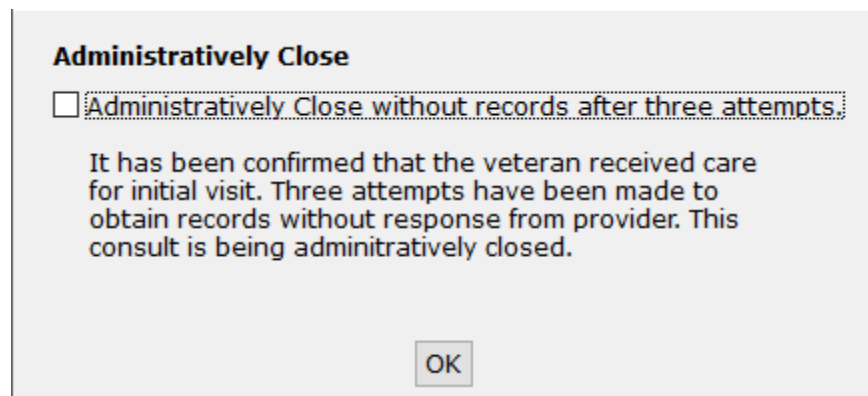 Administratively Close
Administratively Close without records after three attempts.
It has been confirmed that the veteran received care
for initial visit. Three attempts have been made to
obtain records without response from provider. This
consult is being adminitratively closed.
OK